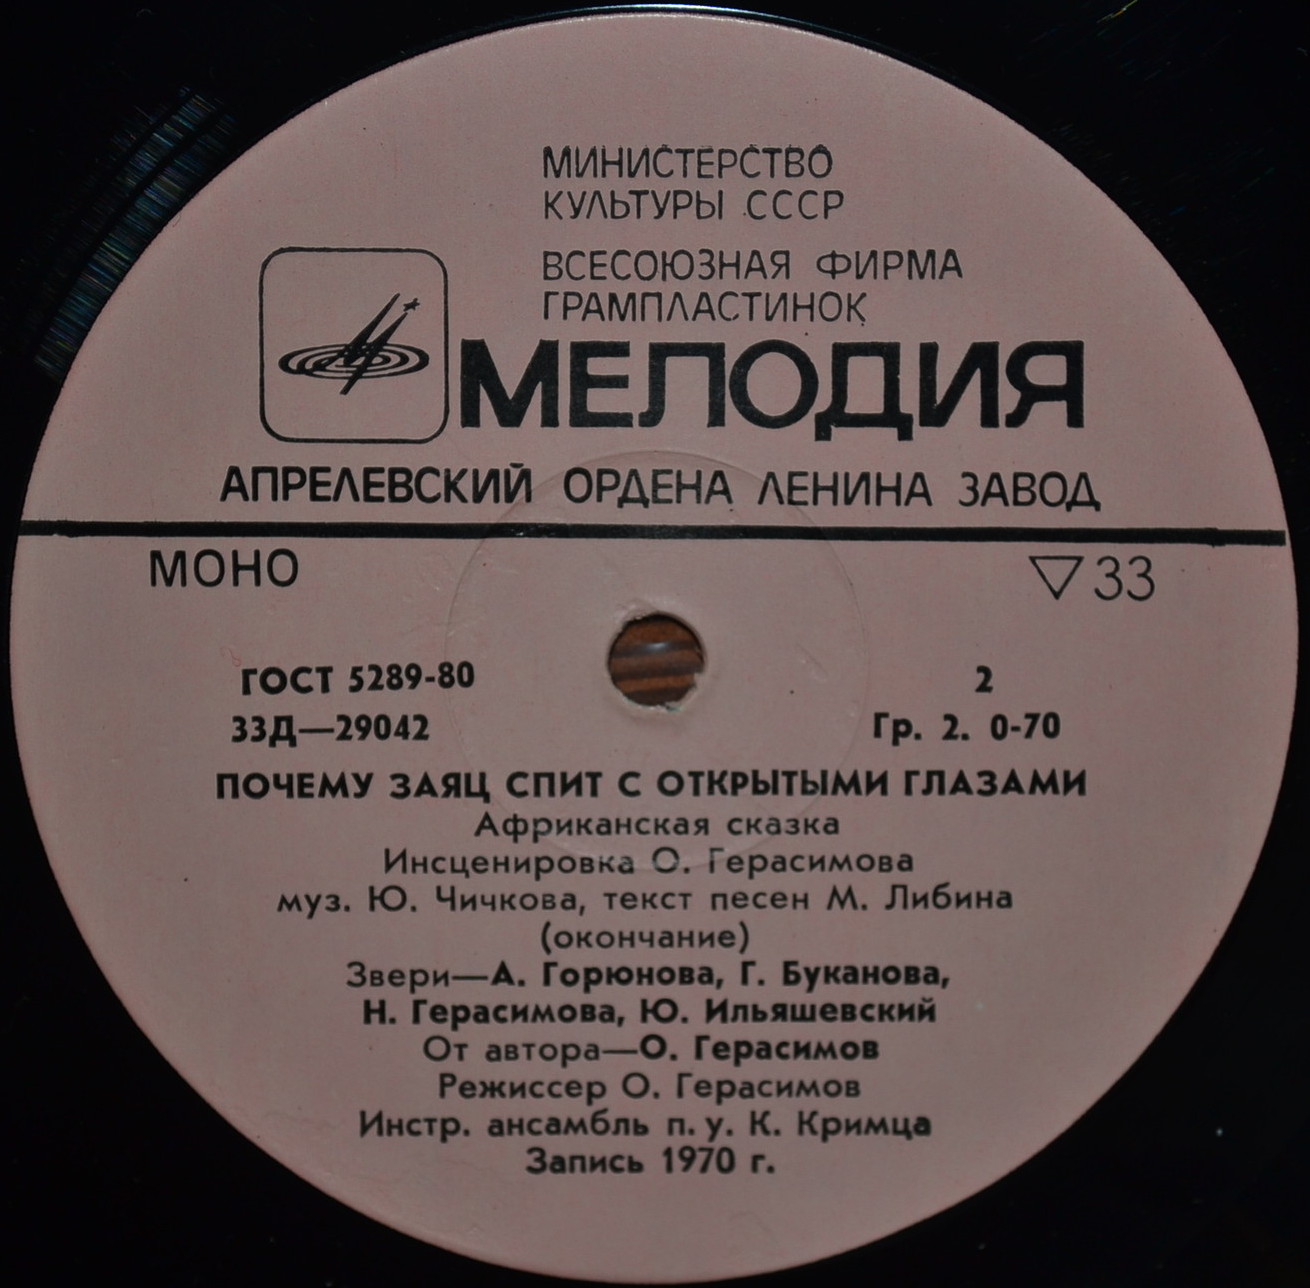 МИНИСТЕРСТВО
КУЛЬТУРЫ СССР
ВСЕСОЮЗНАЯ ФИРМА
ГРАМПЛАСТИНОК
МЕЛОДИЯ
АПРЕЛЕВСКИЙ ОРДЕНА ЛЕНИНА ЗАВОД
МОНО ▽33
ГОСТ 5289-80 2
33Д—29042 Гр. 2. 0-70
ПОЧЕМУ ЗАЯЦ СПИТ С ОТКРЫТЫМИ ГЛАЗАМИ
Африканская сказка
Инсценировка О. Герасимова
муз. Ю. Чичкова, текст песен М. Либина
(окончание)
Звери—А. Горюнова, Г. Буканова,
Н. Герасимова, Ю. Ильяшевский
От автора—О. Герасимов
Режиссер О. Герасимов
Инстр. ансамбль п. у. К. Кримца
Запись 1970 г.